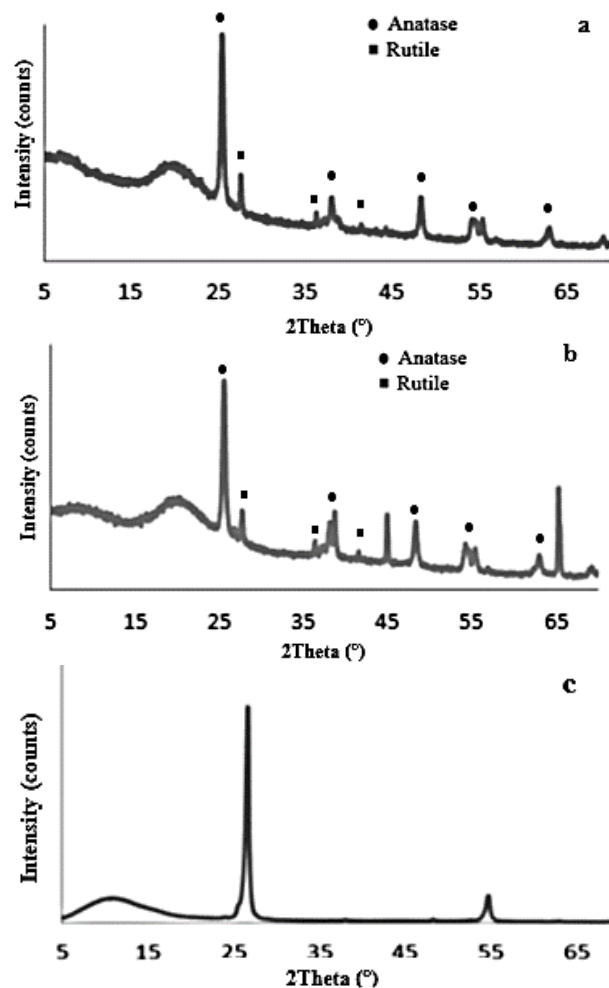 a
● Anatase
■ Rutile
Intensity (counts)
5 15 25 35 45 55 65
2Theta (°)
b
● Anatase
■ Rutile
Intensity (counts)
5 15 25 35 45 55 65
2Theta (°)
c
Intensity (counts)
5 15 25 35 45 55 65
2Theta (°)